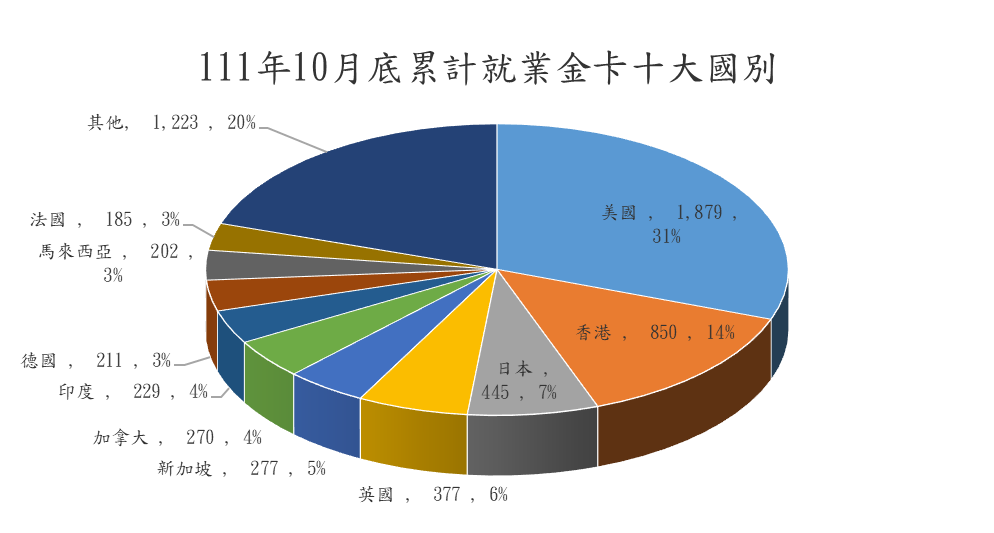 111年10月底累計就業金卡十大國別
其他, 1,223 , 20%
美國 , 1,879 ,
31%
法國 , 185 , 3%
馬來西亞 , 202 ,
3%
香港 , 850 , 14%
德國 , 211 , 3%
日本 ,
445 , 7%
印度 , 229 , 4%
加拿大 , 270 , 4%
新加坡 , 277 , 5%
英國 , 377 , 6%